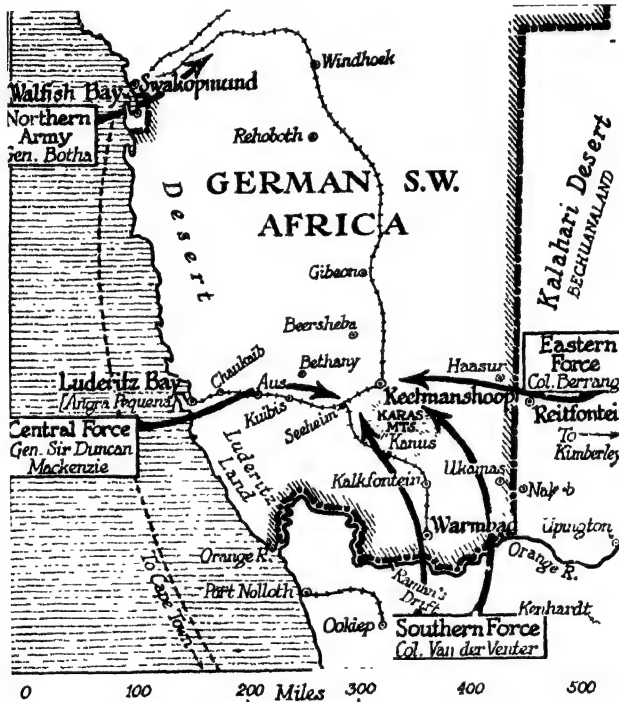 Windhoek
Swakopmund
Walfish Bay
Northern
Army
Gen. Botha
Rehoboth
GERMAN S.W.
AFRICA
Desert
Kalahari Desert
BECHUANALAND
Gibeon
Beersheba
Bethany
Chaukaib
Aus
Haasur
Eastern
Force
Col. Berrange
Luderitz Bay
[Angra Pequena]
Kuibis
Seeheim
Keetmanshoop
Reitfontein
To
Kimberley
Central Force
Gen. Sir Duncan
Mackenzie
KARAS
MTS.
Kanus
Luderitz
Land
Kalkfontein
Ukamas
Nakob
Warmbad
Upington
Orange R.
Orange R.
Raman's
Drift
To Cape Town
Port Nolloth
Ookiep
Kenhardt
Southern Force
Col. Van der Venter
0 100 200 Miles 300 400 500